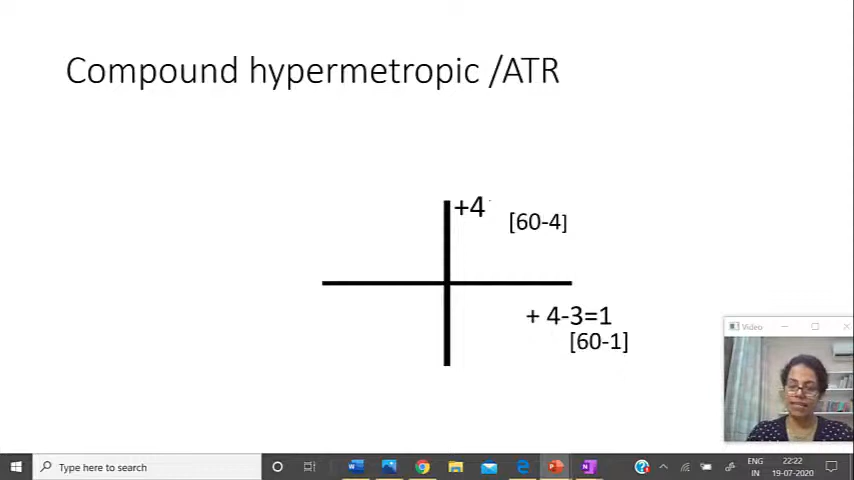 Compound hypermetropic /ATR
+4
[60-4]
+ 4-3=1
[60-1]
Video
Type here to search
ENG
IN
22:22
19-07-2020